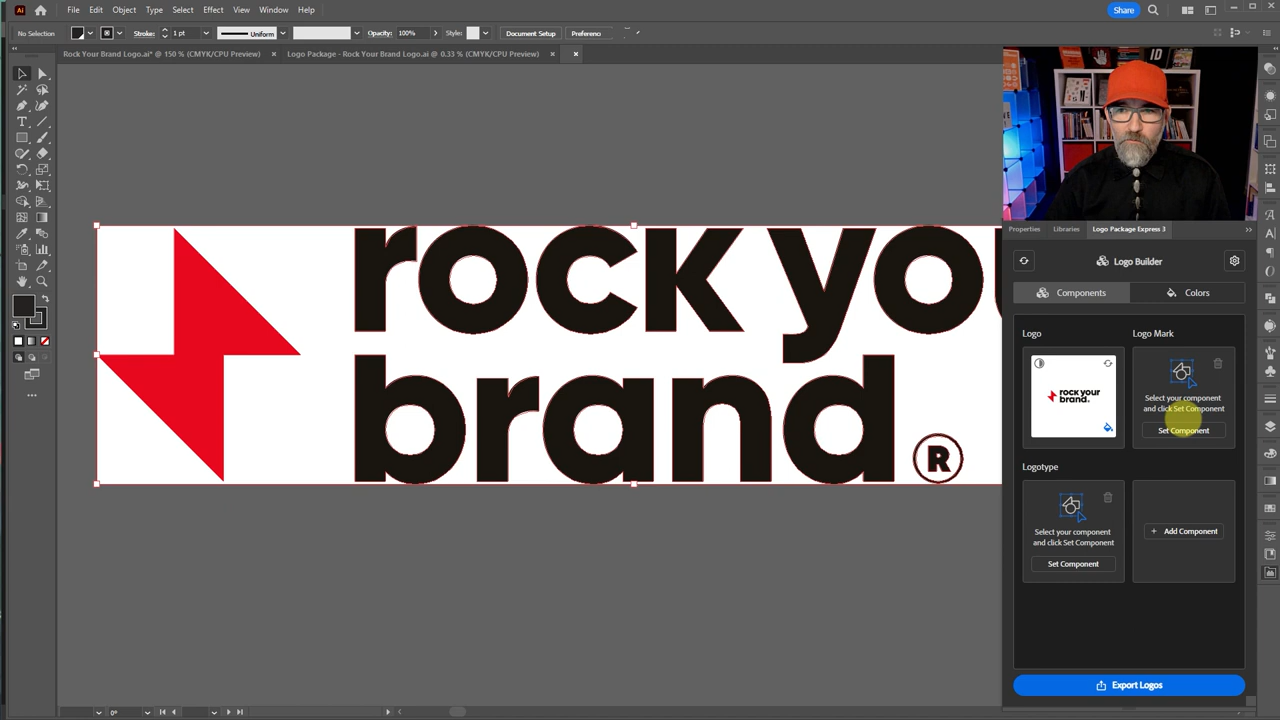 Ai File Edit Object Type Select Effect View Window Help Share
No Selection Stroke: 1 pt Uniform Opacity: 100% Style: Document Setup Preferenc
Rock Your Brand Logo.ai* @ 150 % (CMYK/CPU Preview) Logo Package - Rock Your Brand Logo.ai @ 0.33 % (CMYK/CPU Preview)
ID
rock you
brand®
Properties Libraries Logo Package Express 3
Logo Builder
Components Colors
Logo Logo Mark
rock your
brand.
Select your component
and click Set Component
Set Component
Logotype
Select your component
and click Set Component
Set Component
+ Add Component
Export Logos
0°